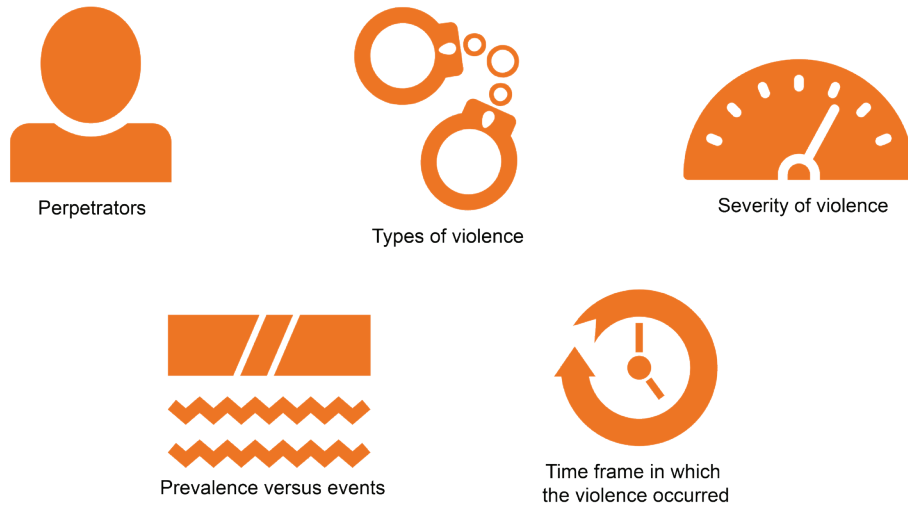 Perpetrators
Types of violence
Severity of violence
Prevalence versus events
Time frame in which
the violence occurred